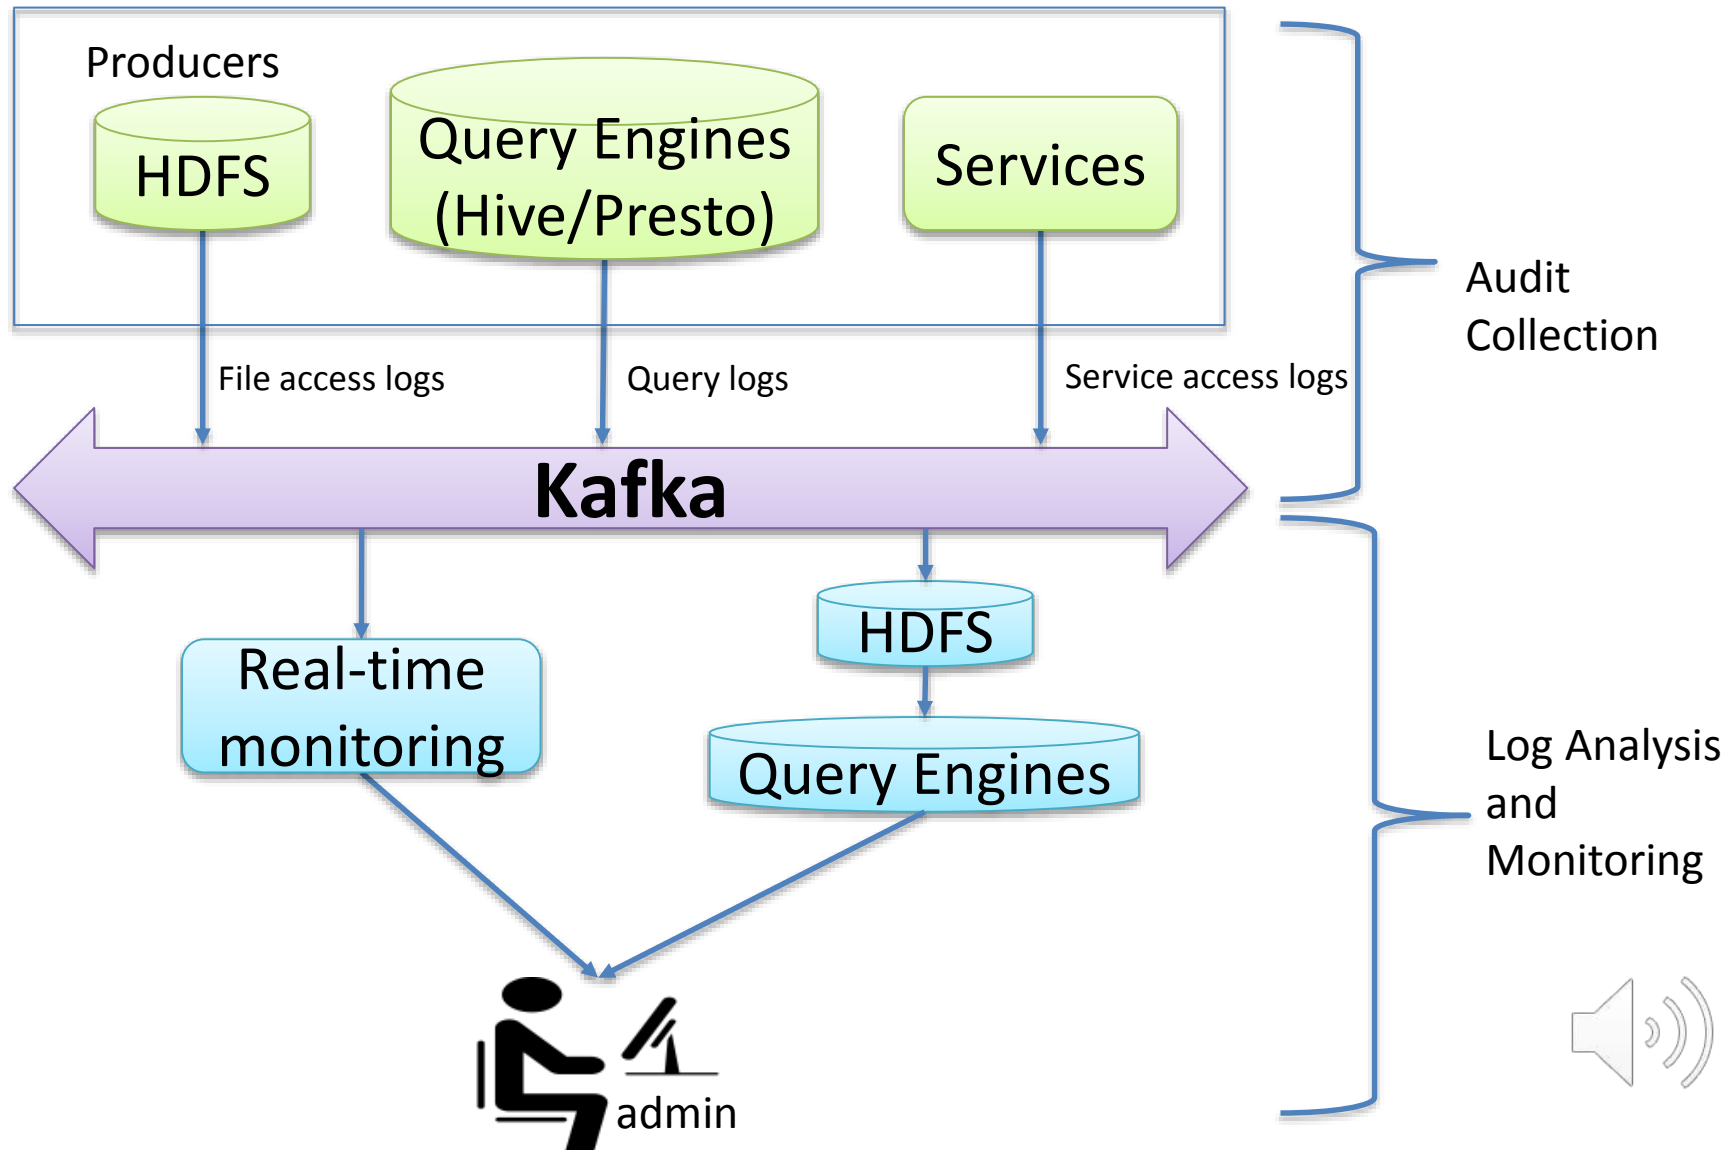 Producers
HDFS
Query Engines
(Hive/Presto)
Services
Audit
Collection
File access logs
Query logs
Service access logs
Kafka
HDFS
Real-time
monitoring
Query Engines
Log Analysis
and
Monitoring
admin